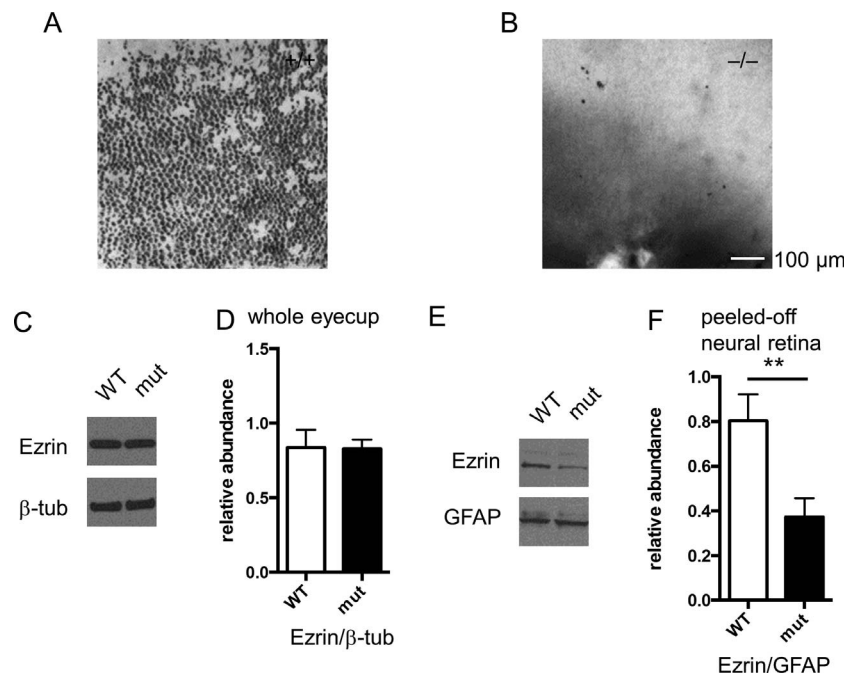 A
+/+
B
–/–
100 μm
C
WT
mut
Ezrin
β-tub
D
whole eyecup
relative abundance
1.5
1.0
0.5
0.0
WT
mut
Ezrin/β-tub
E
WT
mut
Ezrin
GFAP
F
peeled-off
neural retina
**
relative abundance
1.0
0.8
0.6
0.4
0.2
0.0
WT
mut
Ezrin/GFAP